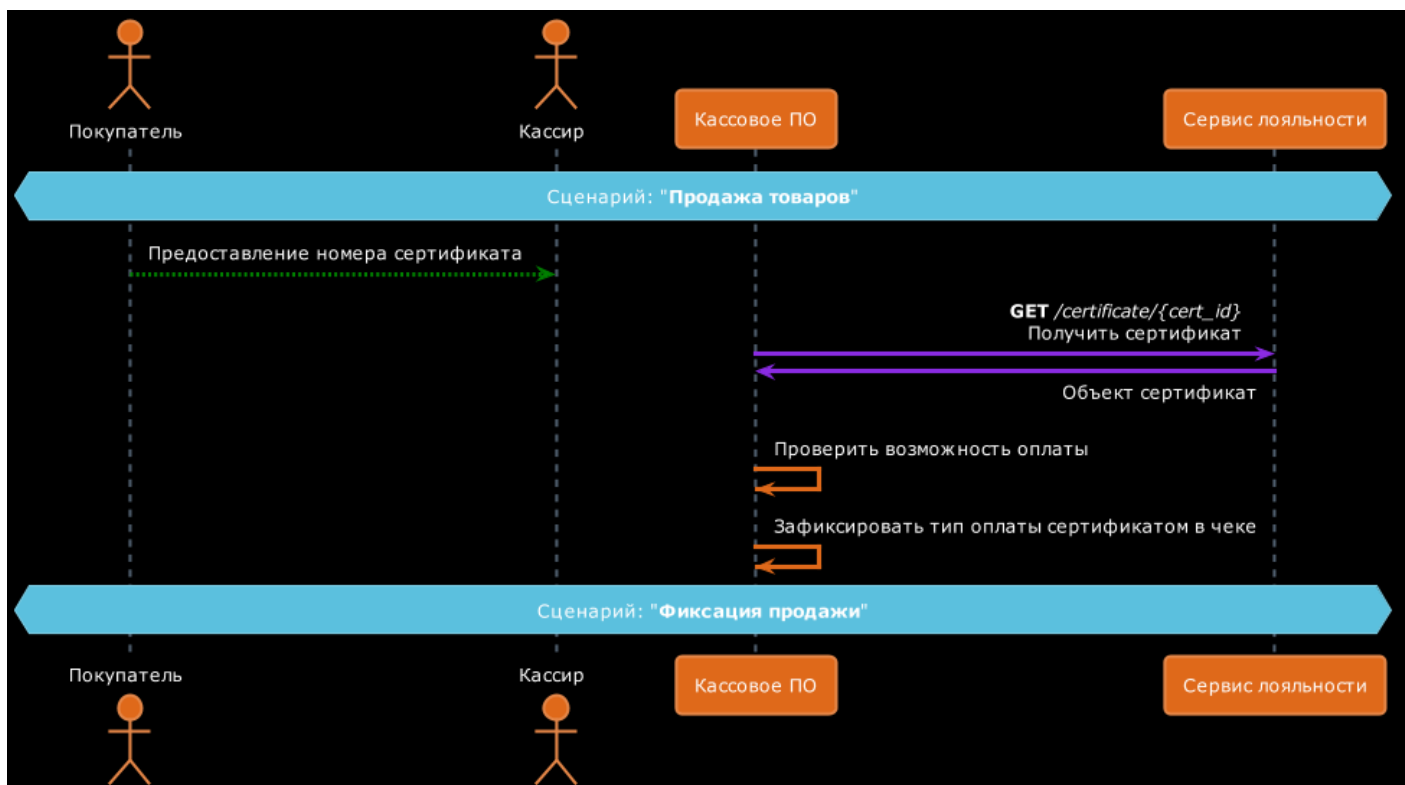 Покупатель
Кассир
Кассовое ПО
Сервис лояльности
Сценарий: "Продажа товаров"
Предоставление номера сертификата
GET /certificate/{cert_id}
Получить сертификат
Объект сертификат
Проверить возможность оплаты
Зафиксировать тип оплаты сертификатом в чеке
Сценарий: "Фиксация продажи"
Покупатель
Кассир
Кассовое ПО
Сервис лояльности